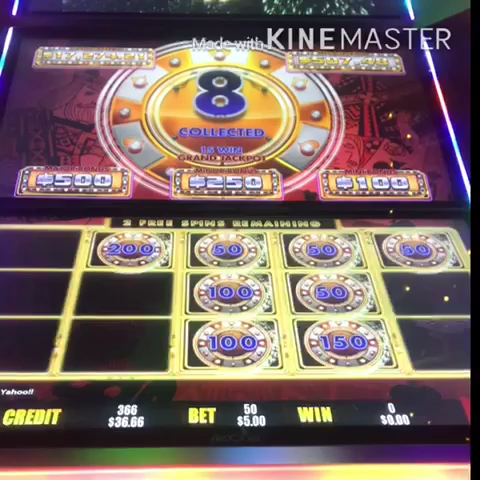 Made with KINEMASTER
8
COLLECTED
15 WIN
GRAND JACKPOT
$500
$250
$100
2 FREE SPINS REMAINING
200 50 50 50
100 50
100 150
Yahoo!!
CREDIT 366 BET 50 WIN 0
$36.66 $5.00 $0.00